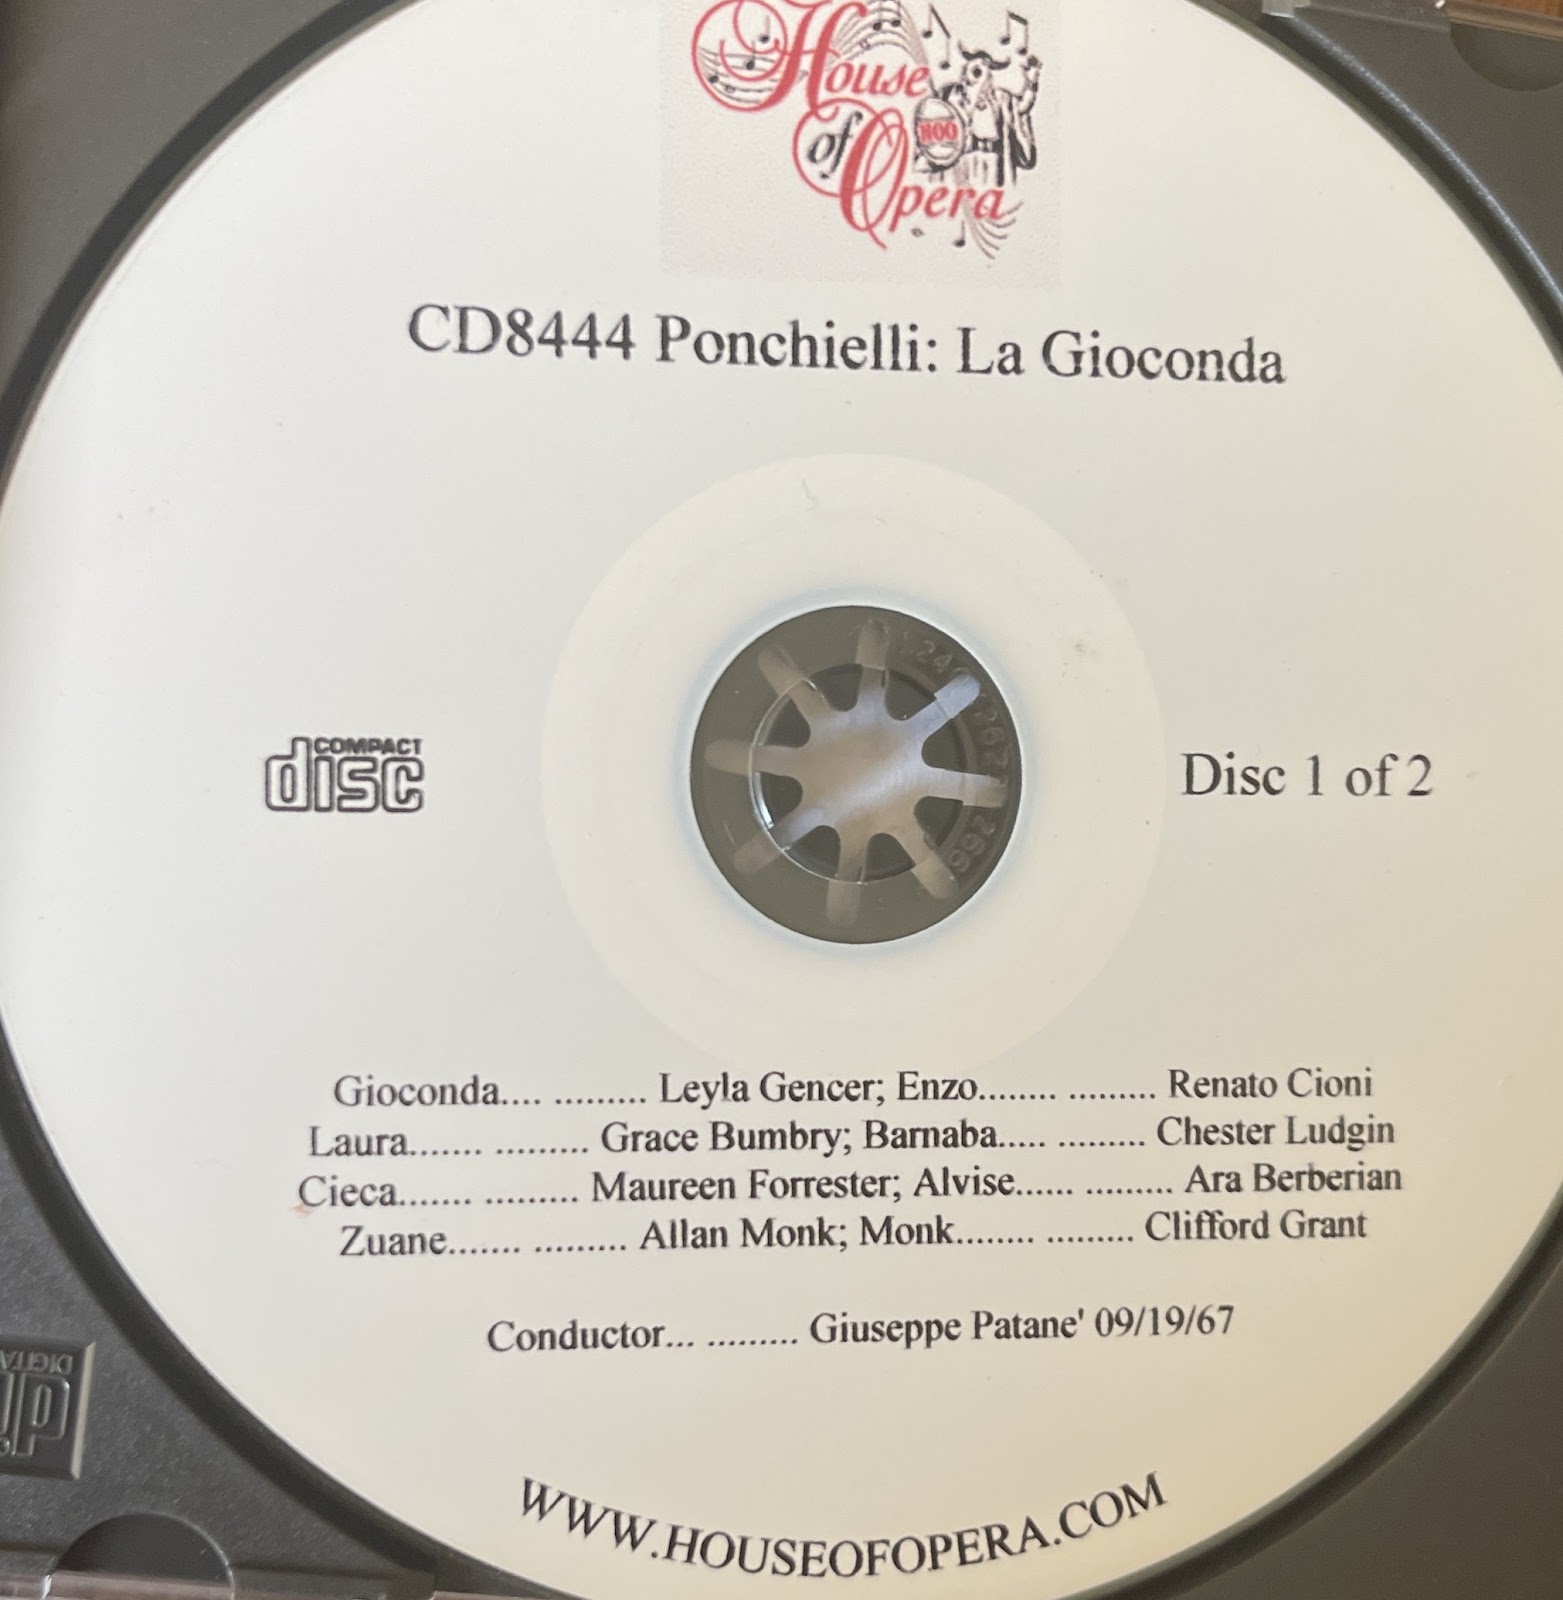 House
of
HOO
Opera
CD8444 Ponchielli: La Gioconda
COMPACT
disc
Disc 1 of 2
Gioconda.... ......... Leyla Gencer; Enzo........ ......... Renato Cioni
Laura....... ......... Grace Bumbry; Barnaba..... ......... Chester Ludgin
Cieca....... ......... Maureen Forrester; Alvise...... ......... Ara Berberian
Zuane....... ......... Allan Monk; Monk........ ......... Clifford Grant
Conductor... ......... Giuseppe Patane' 09/19/67
WWW.HOUSEOFOPERA.COM